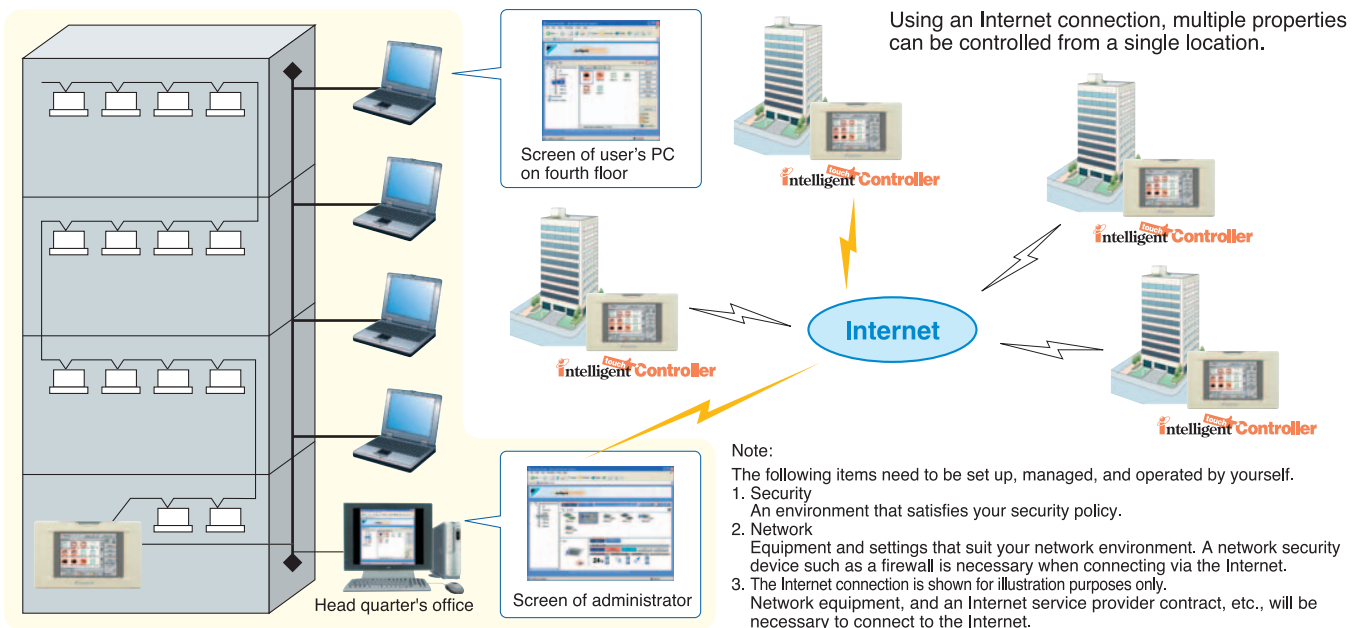 Using an Internet connection, multiple properties
can be controlled from a single location.
Screen of user's PC
on fourth floor
intelligent touch Controller
intelligent touch Controller
intelligent touch Controller
intelligent touch Controller
Internet
Head quarter's office
Screen of administrator
Note:
The following items need to be set up, managed, and operated by yourself.
1. Security
An environment that satisfies your security policy.
2. Network
Equipment and settings that suit your network environment. A network security
device such as a firewall is necessary when connecting via the Internet.
3. The Internet connection is shown for illustration purposes only.
Network equipment, and an Internet service provider contract, etc., will be
necessary to connect to the Internet.